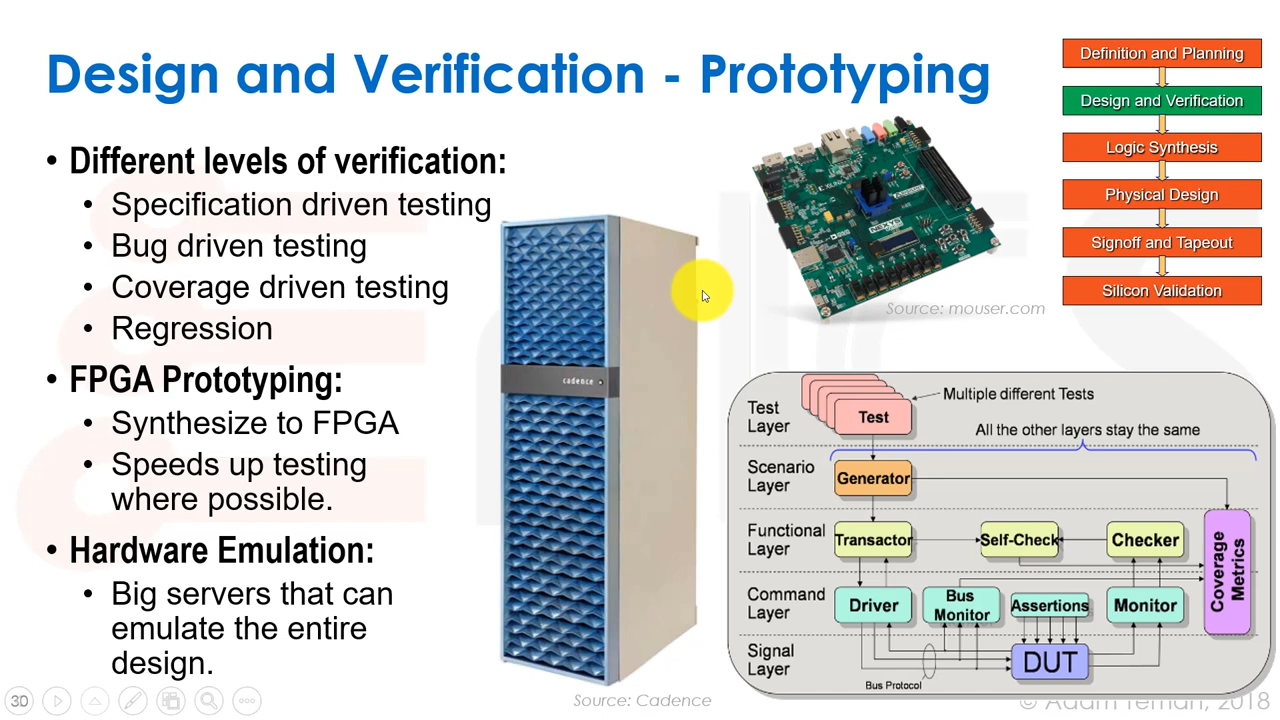 Design and Verification - Prototyping
• Different levels of verification:
• Specification driven testing
• Bug driven testing
• Coverage driven testing
• Regression
• FPGA Prototyping:
• Synthesize to FPGA
• Speeds up testing
where possible.
• Hardware Emulation:
• Big servers that can
emulate the entire
design.
cadence
Source: Cadence
NEXYS
Source: mouser.com
Definition and Planning
Design and Verification
Logic Synthesis
Physical Design
Signoff and Tapeout
Silicon Validation
Test
Layer
Test
Multiple different Tests
All the other layers stay the same
Scenario
Layer
Generator
Functional
Layer
Transactor
Self-Check
Checker
Coverage
Metrics
Command
Layer
Driver
Bus
Monitor
Assertions
Monitor
Signal
Layer
DUT
Bus Protocol
30
© Adam Teman, 2018